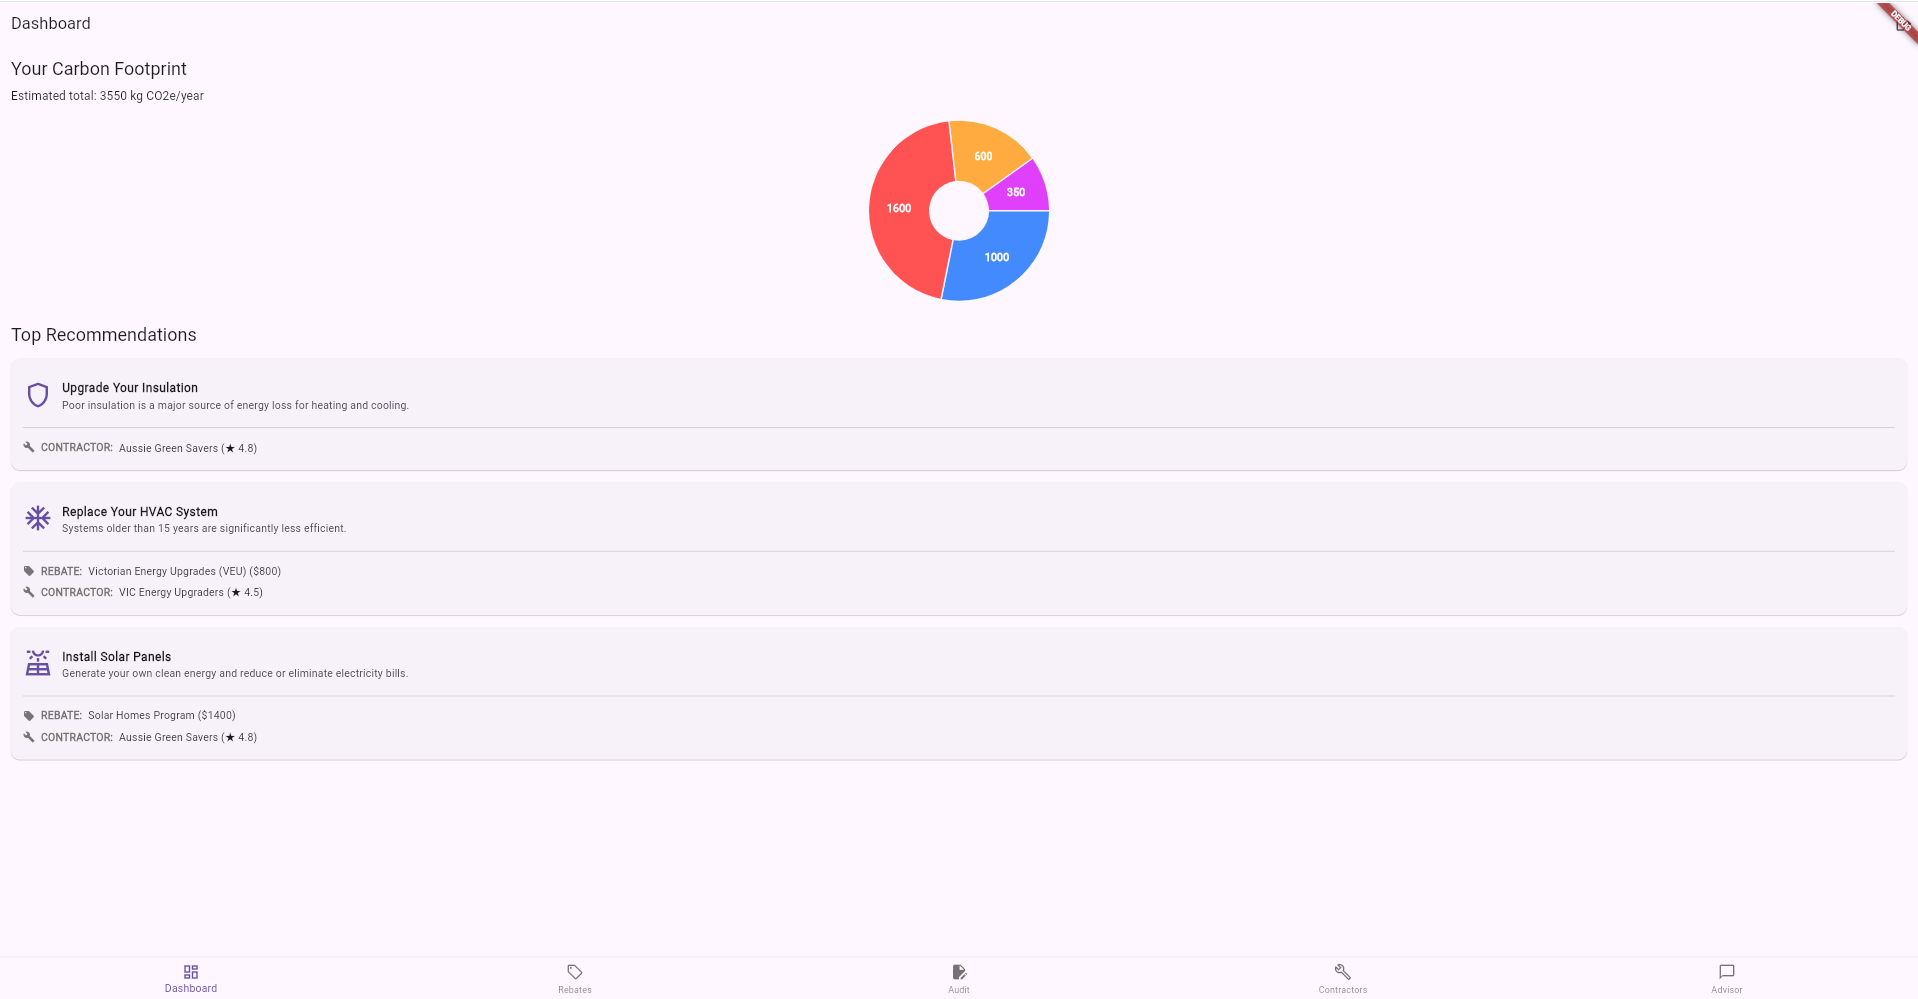 Dashboard
DEBUG
Your Carbon Footprint
Estimated total: 3550 kg CO2e/year
600
350
1600
1000
Top Recommendations
Upgrade Your Insulation
Poor insulation is a major source of energy loss for heating and cooling.
CONTRACTOR: Aussie Green Savers (★ 4.8)
Replace Your HVAC System
Systems older than 15 years are significantly less efficient.
REBATE: Victorian Energy Upgrades (VEU) ($800)
CONTRACTOR: VIC Energy Upgraders (★ 4.5)
Install Solar Panels
Generate your own clean energy and reduce or eliminate electricity bills.
REBATE: Solar Homes Program ($1400)
CONTRACTOR: Aussie Green Savers (★ 4.8)
Dashboard
Rebates
Audit
Contractors
Advisor